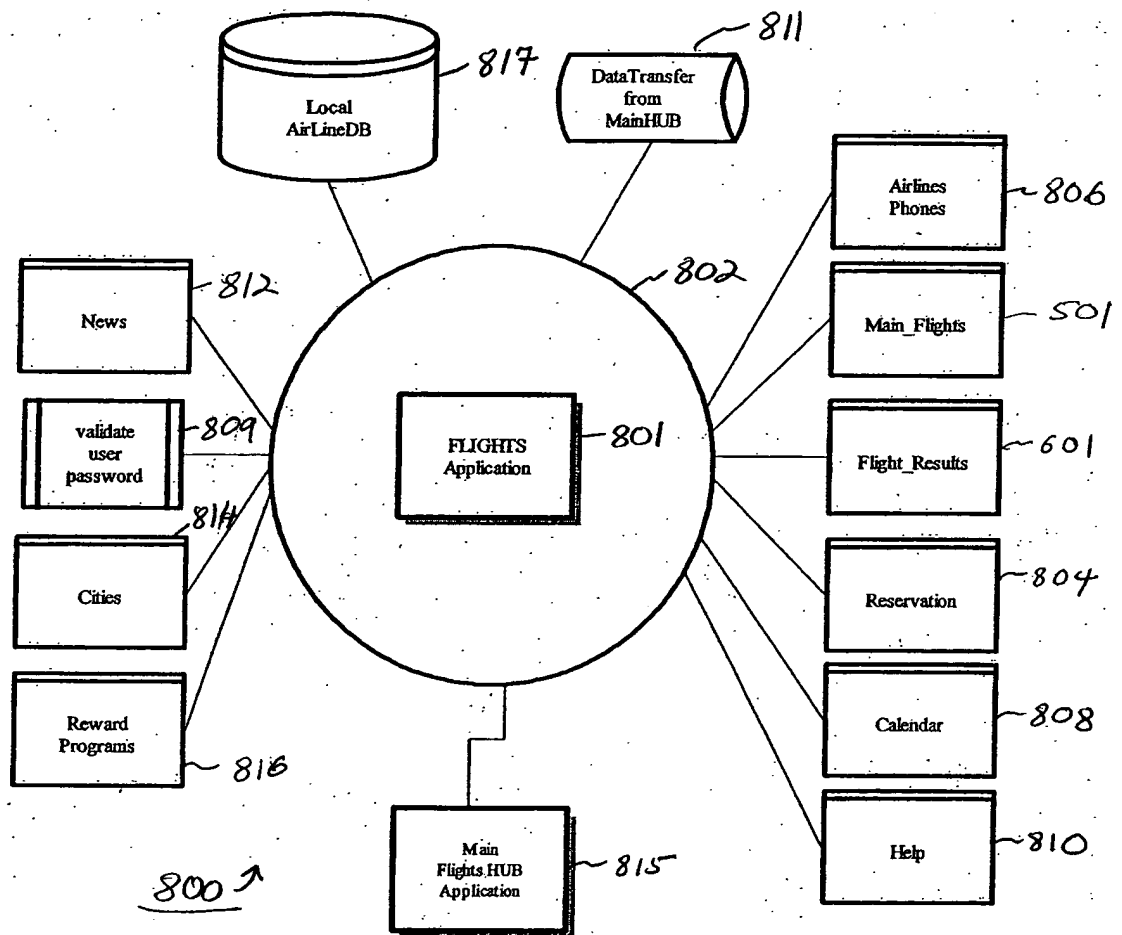 817
Local
AirLineDB
811
DataTransfer
from
MainHUB
Airlines
Phones
806
812
News
802
Main_Flights
501
validate
user
password
809
FLIGHTS
Application
801
Flight_Results
601
814
Cities
Reservation
804
Reward
Programs
816
Calendar
808
Main
Flights HUB
Application
815
Help
810
800